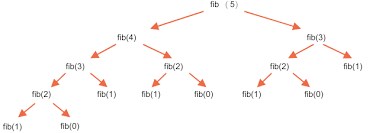 fib （5）
fib(4) fib(3)
fib(3) fib(2) fib(2) fib(1)
fib(2) fib(1) fib(1) fib(0) fib(1) fib(0)
fib(1) fib(0)